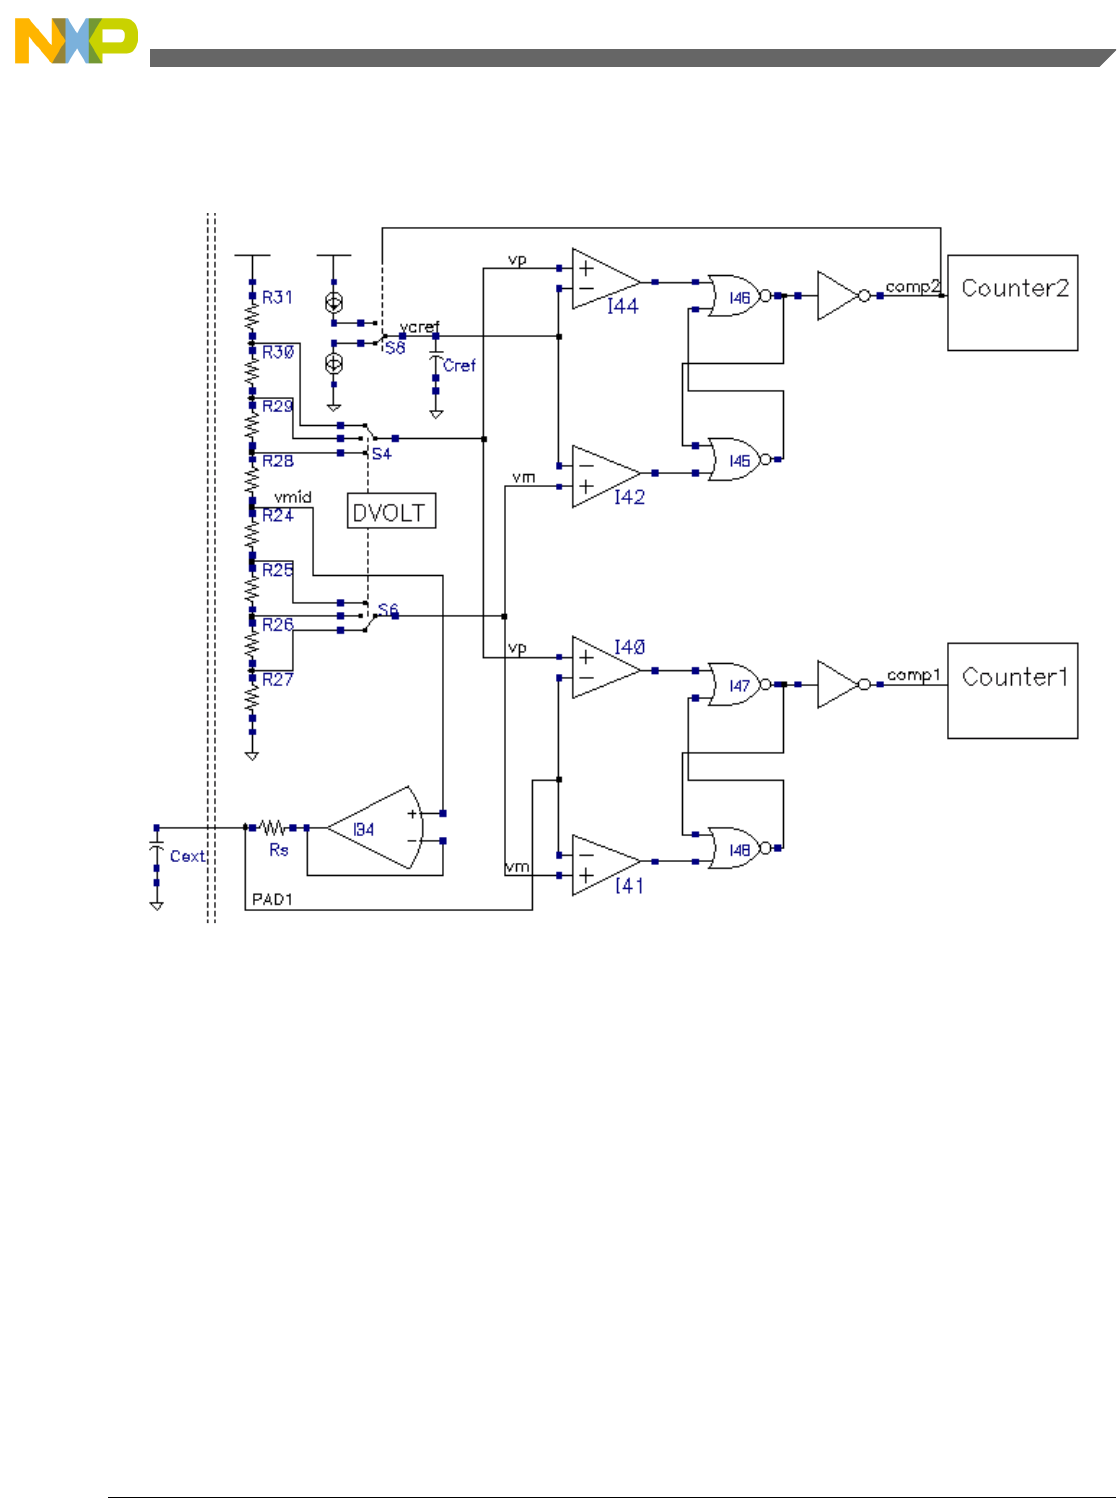 NXP
vp
R31
I44
I46
comp2
Counter2
vcref
S8
R30
Cref
R29
S4
I45
R28
vm
I42
vmid
DVOLT
R24
R25
S6
I40
R26
vp
R27
I47
comp1
Counter1
I34
Rs
Cext
I48
vm
I41
PAD1